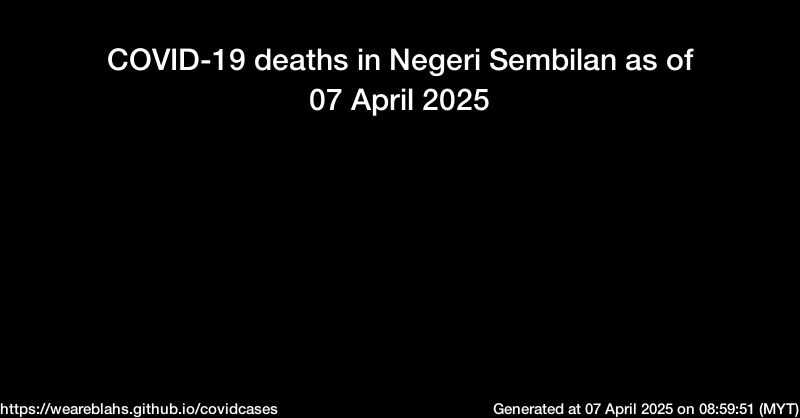 COVID-19 deaths in Negeri Sembilan as of
07 April 2025
https://weareblahs.github.io/covidcases
Generated at 07 April 2025 on 08:59:51 (MYT)